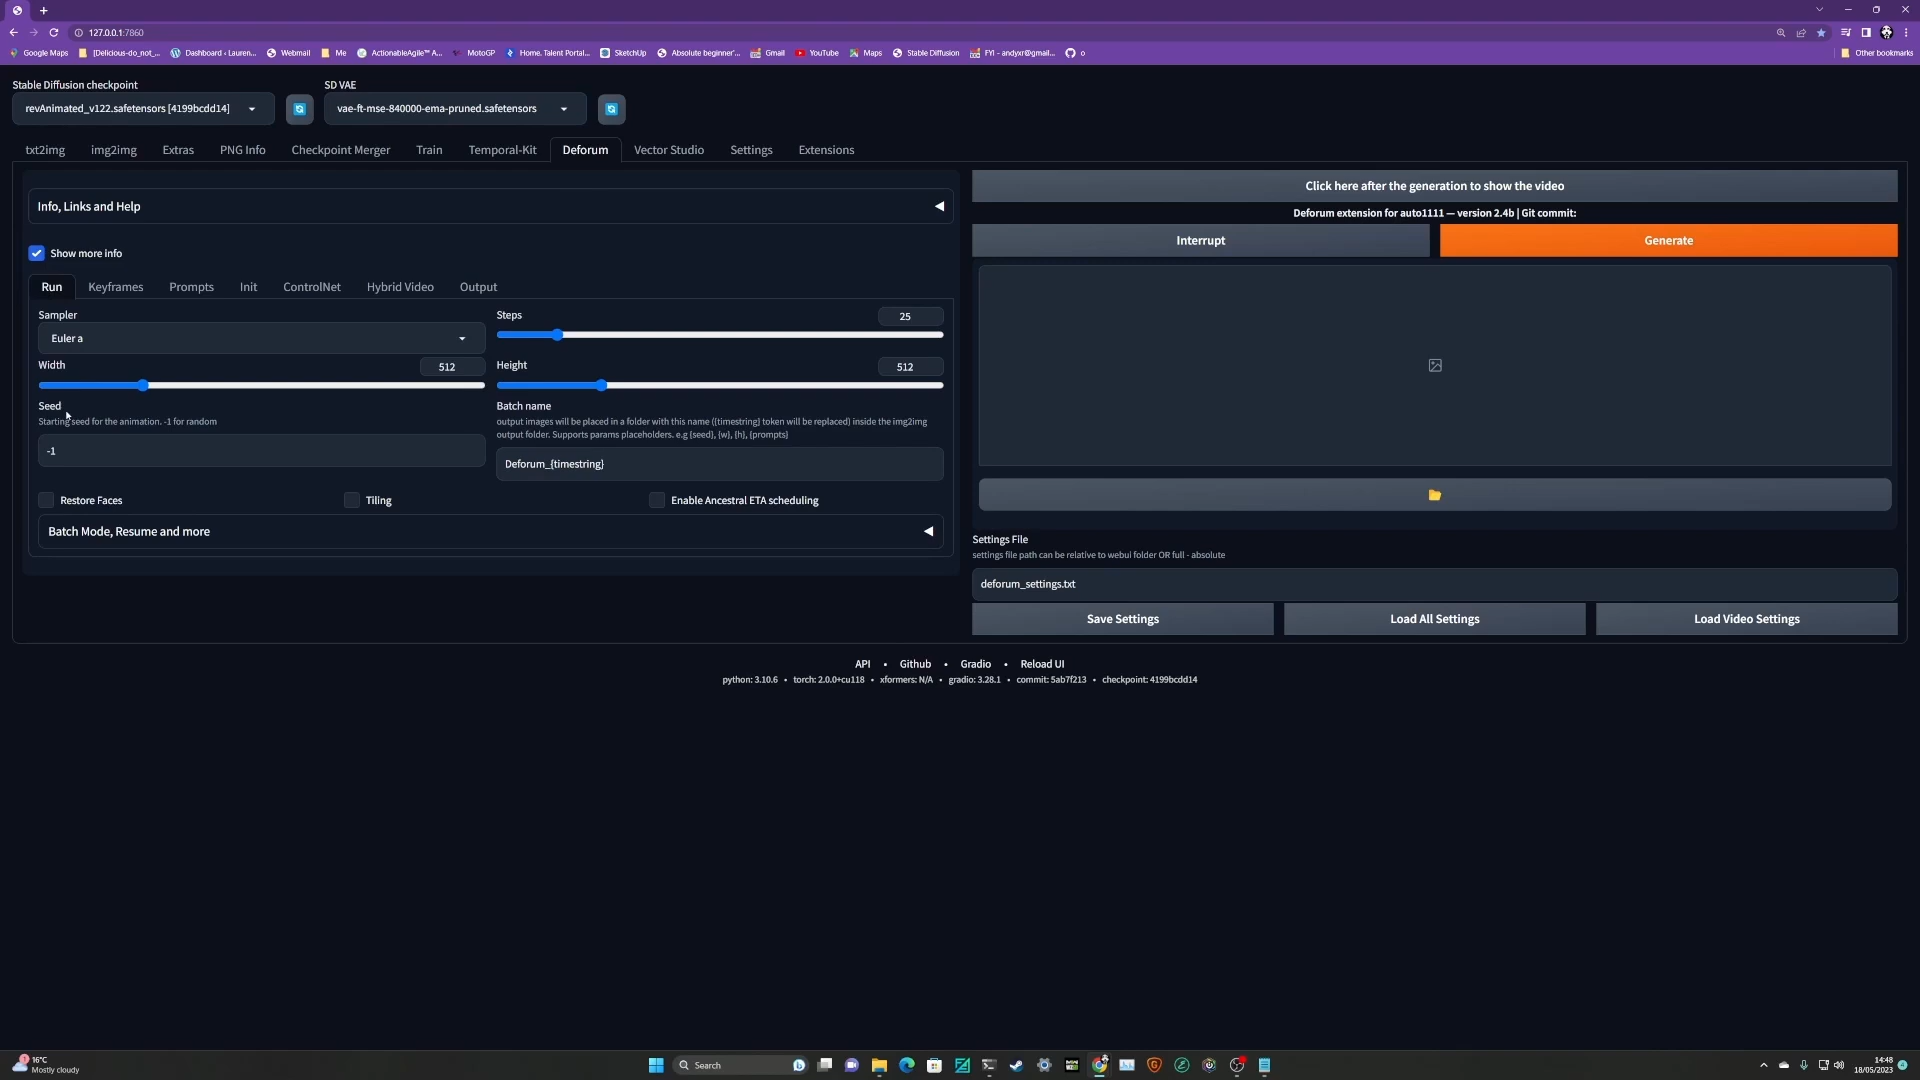 127.0.0.1:7860
Google Maps
[Delicious-do_not_...
Dashboard ‹ Lauren...
Webmail
Me
ActionableAgile™ A...
MotoGP
Home. Talent Portal...
SketchUp
Absolute beginner'...
Gmail
YouTube
Maps
Stable Diffusion
FYI - andyxr@gmail...
o
Other bookmarks
Stable Diffusion checkpoint
SD VAE
revAnimated_v122.safetensors [4199bcdd14]
vae-ft-mse-840000-ema-pruned.safetensors
txt2img
img2img
Extras
PNG Info
Checkpoint Merger
Train
Temporal-Kit
Deforum
Vector Studio
Settings
Extensions
Info, Links and Help
Show more info
Run
Keyframes
Prompts
Init
ControlNet
Hybrid Video
Output
Sampler
Euler a
Steps
25
Width
512
Height
512
Seed
Starting seed for the animation. -1 for random
-1
Batch name
output images will be placed in a folder with this name ({timestring} token will be replaced) inside the img2img
output folder. Supports params placeholders. e.g {seed}, {w}, {h}, {prompts}
Deforum_{timestring}
Restore Faces
Tiling
Enable Ancestral ETA scheduling
Batch Mode, Resume and more
Click here after the generation to show the video
Deforum extension for auto1111 — version 2.4b | Git commit:
Interrupt
Generate
Settings File
settings file path can be relative to webui folder OR full - absolute
deforum_settings.txt
Save Settings
Load All Settings
Load Video Settings
API • Github • Gradio • Reload UI
python: 3.10.6 • torch: 2.0.0+cu118 • xformers: N/A • gradio: 3.28.1 • commit: 5ab7f213 • checkpoint: 4199bcdd14
1
16°C
Mostly cloudy
Search
14:48
18/05/2023